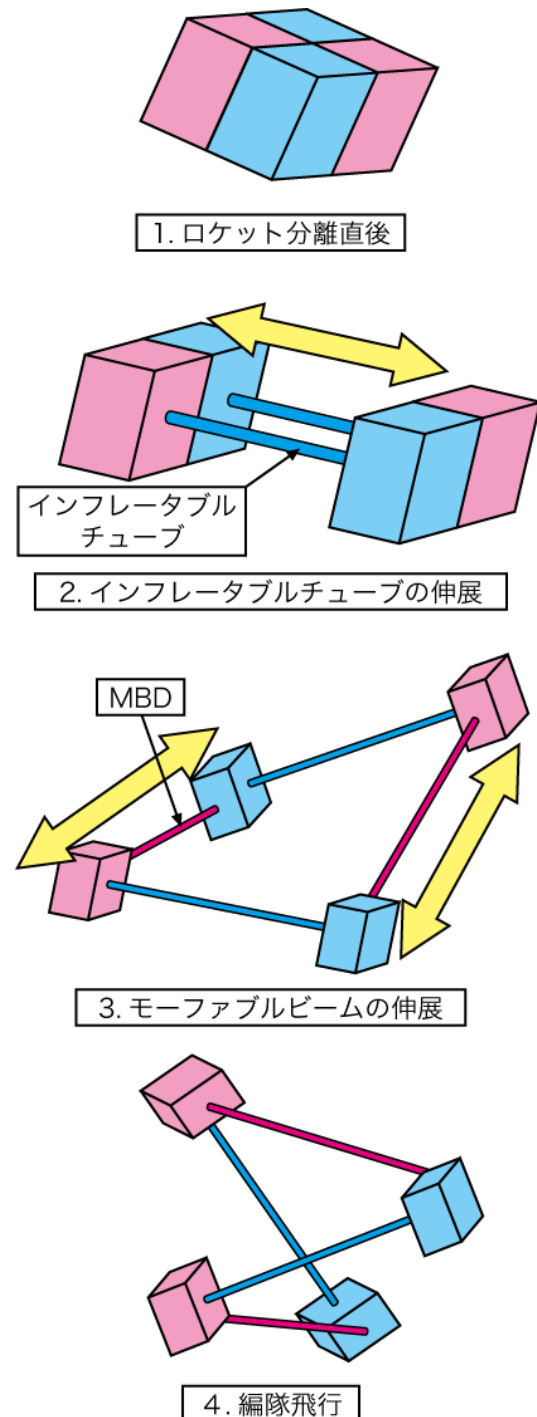 1. ロケット分離直後
インフレータブル
チューブ
2. インフレータブルチューブの伸展
MBD
3. モーファブルビームの伸展
4. 編隊飛行